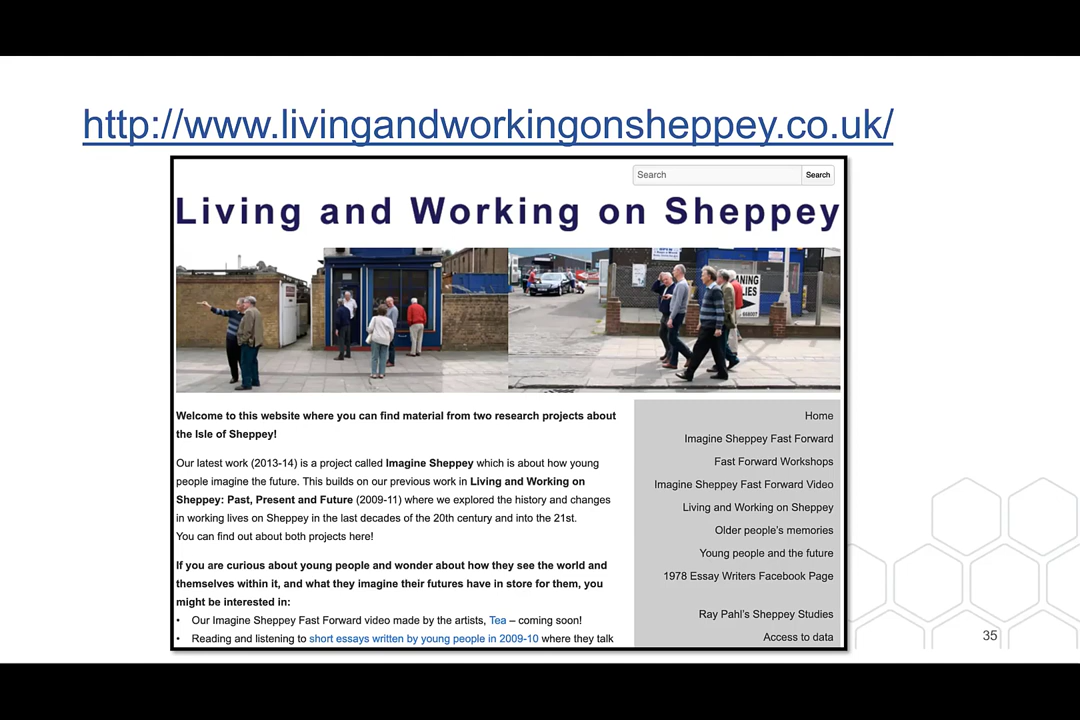 http://www.livingandworkingonsheppey.co.uk/
Search
Search
Living and Working on Sheppey
Welcome to this website where you can find material from two research projects about
the Isle of Sheppey!
Our latest work (2013-14) is a project called Imagine Sheppey which is about how young
people imagine the future. This builds on our previous work in Living and Working on
Sheppey: Past, Present and Future (2009-11) where we explored the history and changes
in working lives on Sheppey in the last decades of the 20th century and into the 21st.
You can find out about both projects here!
If you are curious about young people and wonder about how they see the world and
themselves within it, and what they imagine their futures have in store for them, you
might be interested in:
• Our Imagine Sheppey Fast Forward video made by the artists, Tea – coming soon!
• Reading and listening to short essays written by young people in 2009-10 where they talk
Home
Imagine Sheppey Fast Forward
Fast Forward Workshops
Imagine Sheppey Fast Forward Video
Living and Working on Sheppey
Older people's memories
Young people and the future
1978 Essay Writers Facebook Page
Ray Pahl's Sheppey Studies
Access to data
35